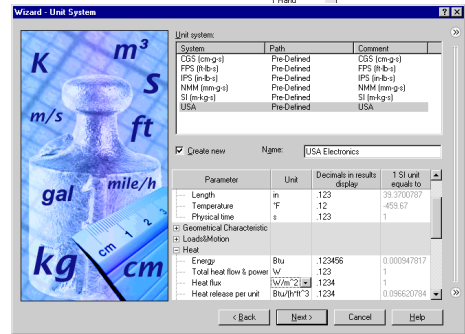 Hand
Wizard - Unit System
Unit system:
System Path Comment
CGS (cm-g-s) Pre-Defined CGS (cm-g-s)
FPS (ft-lb-s) Pre-Defined FPS (ft-lb-s)
IPS (in-lb-s) Pre-Defined IPS (in-lb-s)
NMM (mm-g-s) Pre-Defined NMM (mm-g-s)
SI (m-kg-s) Pre-Defined SI (m-kg-s)
USA Pre-Defined USA
Create new Name: USA Electronics
Parameter Unit Decimals in results display 1 SI unit equals to
Length in .123 39.3700787
Temperature °F .12 -459.67
Physical time s .123 1
Geometrical Characteristic
Loads&Motion
Heat
Energy Btu .123456 0.000947817
Total heat flow & power W .123 1
Heat flux W/m^2 .1234 1
Heat release per unit Btu/(h*ft^3 .1234 0.096620784
< Back Next > Cancel Help
K
m³
S
m/s
ft
gal
mile/h
cm 1 2 3
kg
cm